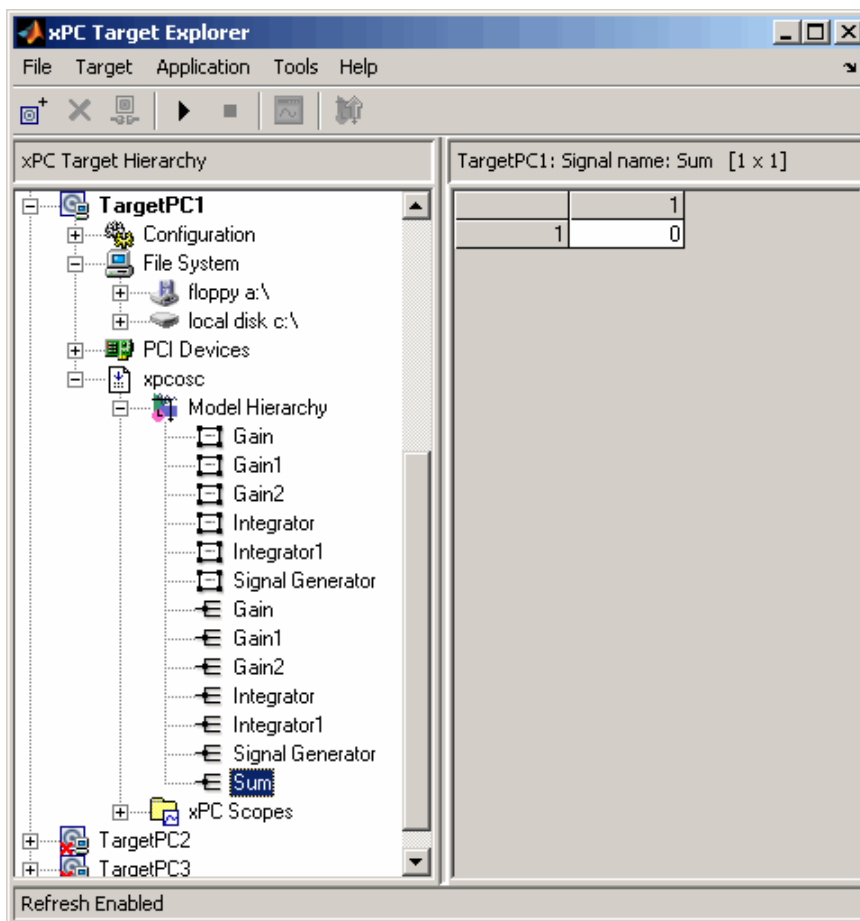 xPC Target Explorer
File Target Application Tools Help
xPC Target Hierarchy
TargetPC1: Signal name: Sum [1 x 1]
TargetPC1
Configuration
File System
floppy a:\
local disk c:\
PCI Devices
xpcosc
Model Hierarchy
Gain
Gain1
Gain2
Integrator
Integrator1
Signal Generator
Gain
Gain1
Gain2
Integrator
Integrator1
Signal Generator
Sum
xPC Scopes
TargetPC2
TargetPC3
1
1 0
Refresh Enabled